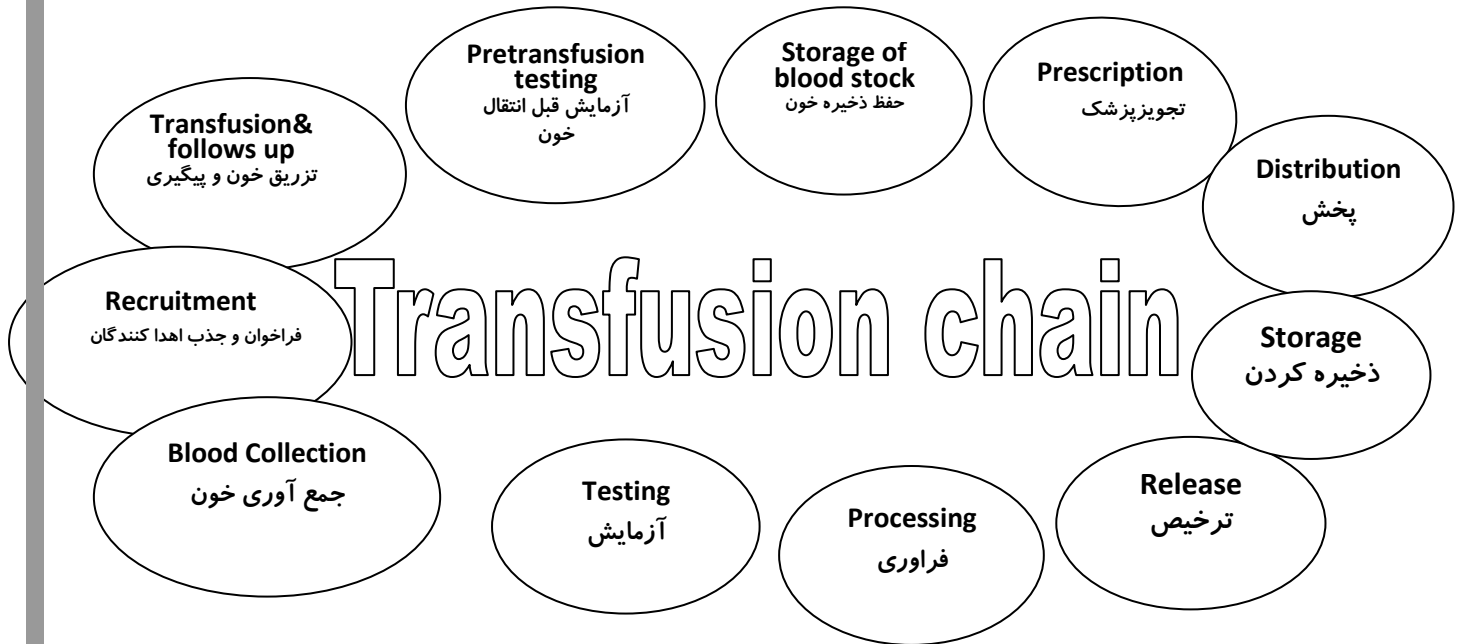 Pretransfusion
testing
آزمایش قبل انتقال
خون
Storage of
blood stock
حفظ ذخیره خون
Prescription
تجویزپزشک
Transfusion&
follows up
تزریق خون و پیگیری
Distribution
پخش
Recruitment
فراخوان و جذب اهدا کنندگان
Transfusion chain
Storage
ذخیره کردن
Blood Collection
جمع آوری خون
Testing
آزمایش
Processing
فراوری
Release
ترخیص